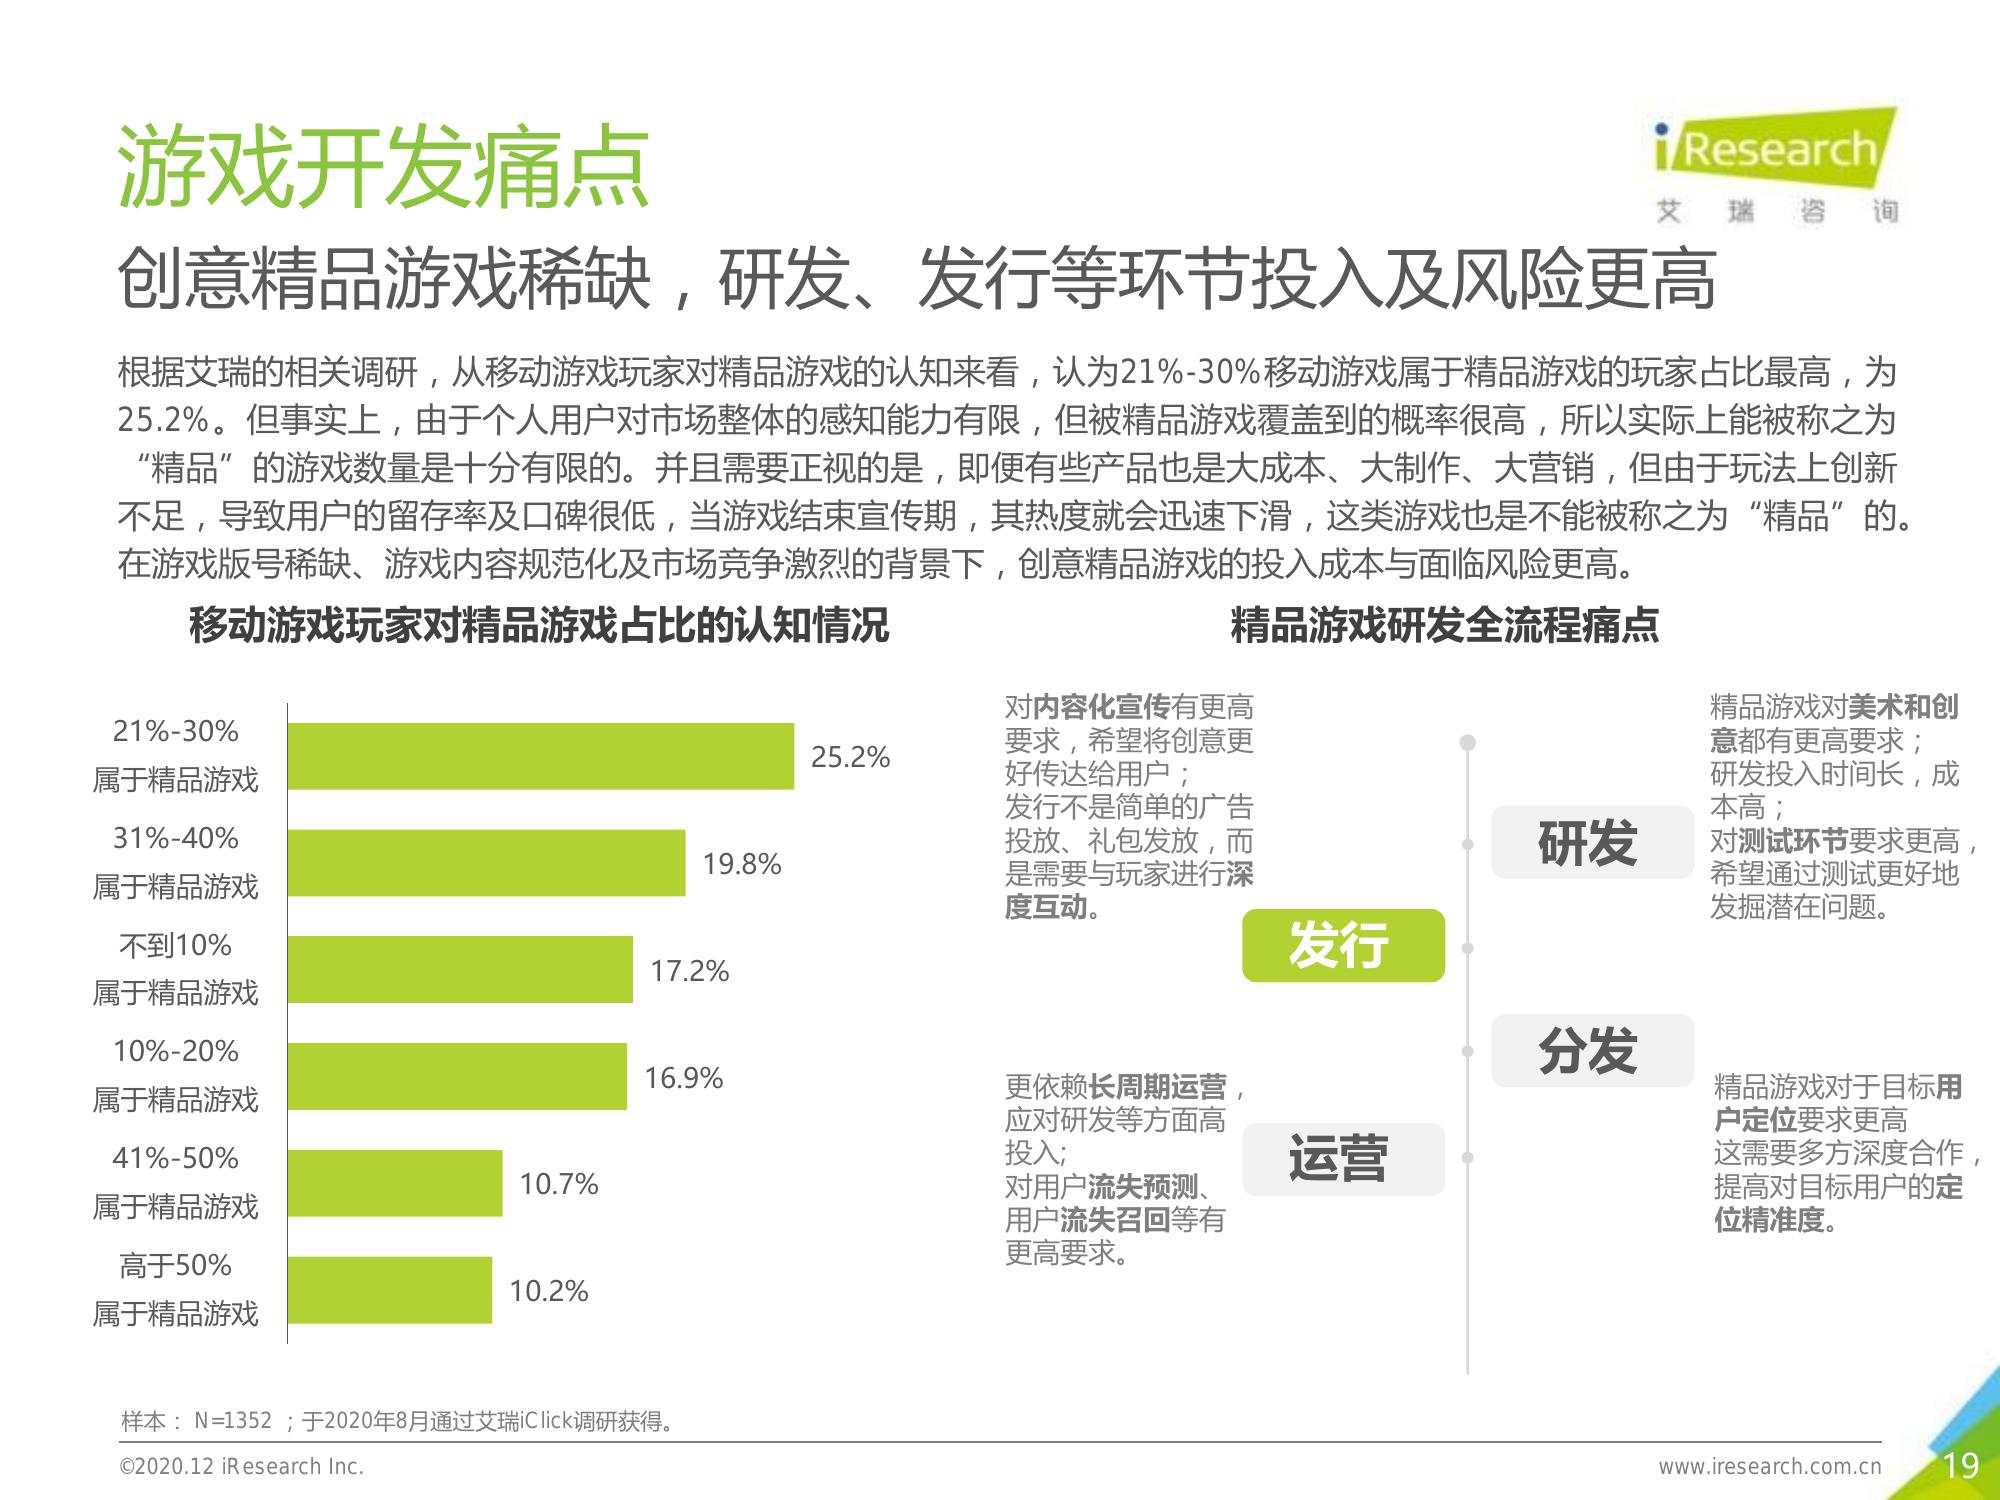 游戏开发痛点
iResearch
艾瑞咨询
创意精品游戏稀缺，研发、发行等环节投入及风险更高
根据艾瑞的相关调研，从移动游戏玩家对精品游戏的认知来看，认为21%-30%移动游戏属于精品游戏的玩家占比最高，为
25.2%。但事实上，由于个人用户对市场整体的感知能力有限，但被精品游戏覆盖到的概率很高，所以实际上能被称之为
“精品”的游戏数量是十分有限的。并且需要正视的是，即便有些产品也是大成本、大制作、大营销，但由于玩法上创新
不足，导致用户的留存率及口碑很低，当游戏结束宣传期，其热度就会迅速下滑，这类游戏也是不能被称之为“精品”的。
在游戏版号稀缺、游戏内容规范化及市场竞争激烈的背景下，创意精品游戏的投入成本与面临风险更高。
移动游戏玩家对精品游戏占比的认知情况
21%-30%
属于精品游戏
25.2%
31%-40%
属于精品游戏
19.8%
不到10%
属于精品游戏
17.2%
10%-20%
属于精品游戏
16.9%
41%-50%
属于精品游戏
10.7%
高于50%
属于精品游戏
10.2%
精品游戏研发全流程痛点
对内容化宣传有更高
要求，希望将创意更
好传达给用户；
发行不是简单的广告
投放、礼包发放，而
是需要与玩家进行深
度互动。
发行
研发
精品游戏对美术和创
意都有更高要求；
研发投入时间长，成
本高；
对测试环节要求更高，
希望通过测试更好地
发掘潜在问题。
更依赖长周期运营，
应对研发等方面高
投入;
对用户流失预测、
用户流失召回等有
更高要求。
运营
分发
精品游戏对于目标用
户定位要求更高
这需要多方深度合作，
提高对目标用户的定
位精准度。
样本：N=1352 ；于2020年8月通过艾瑞iClick调研获得。
©2020.12 iResearch Inc.
www.iresearch.com.cn
19